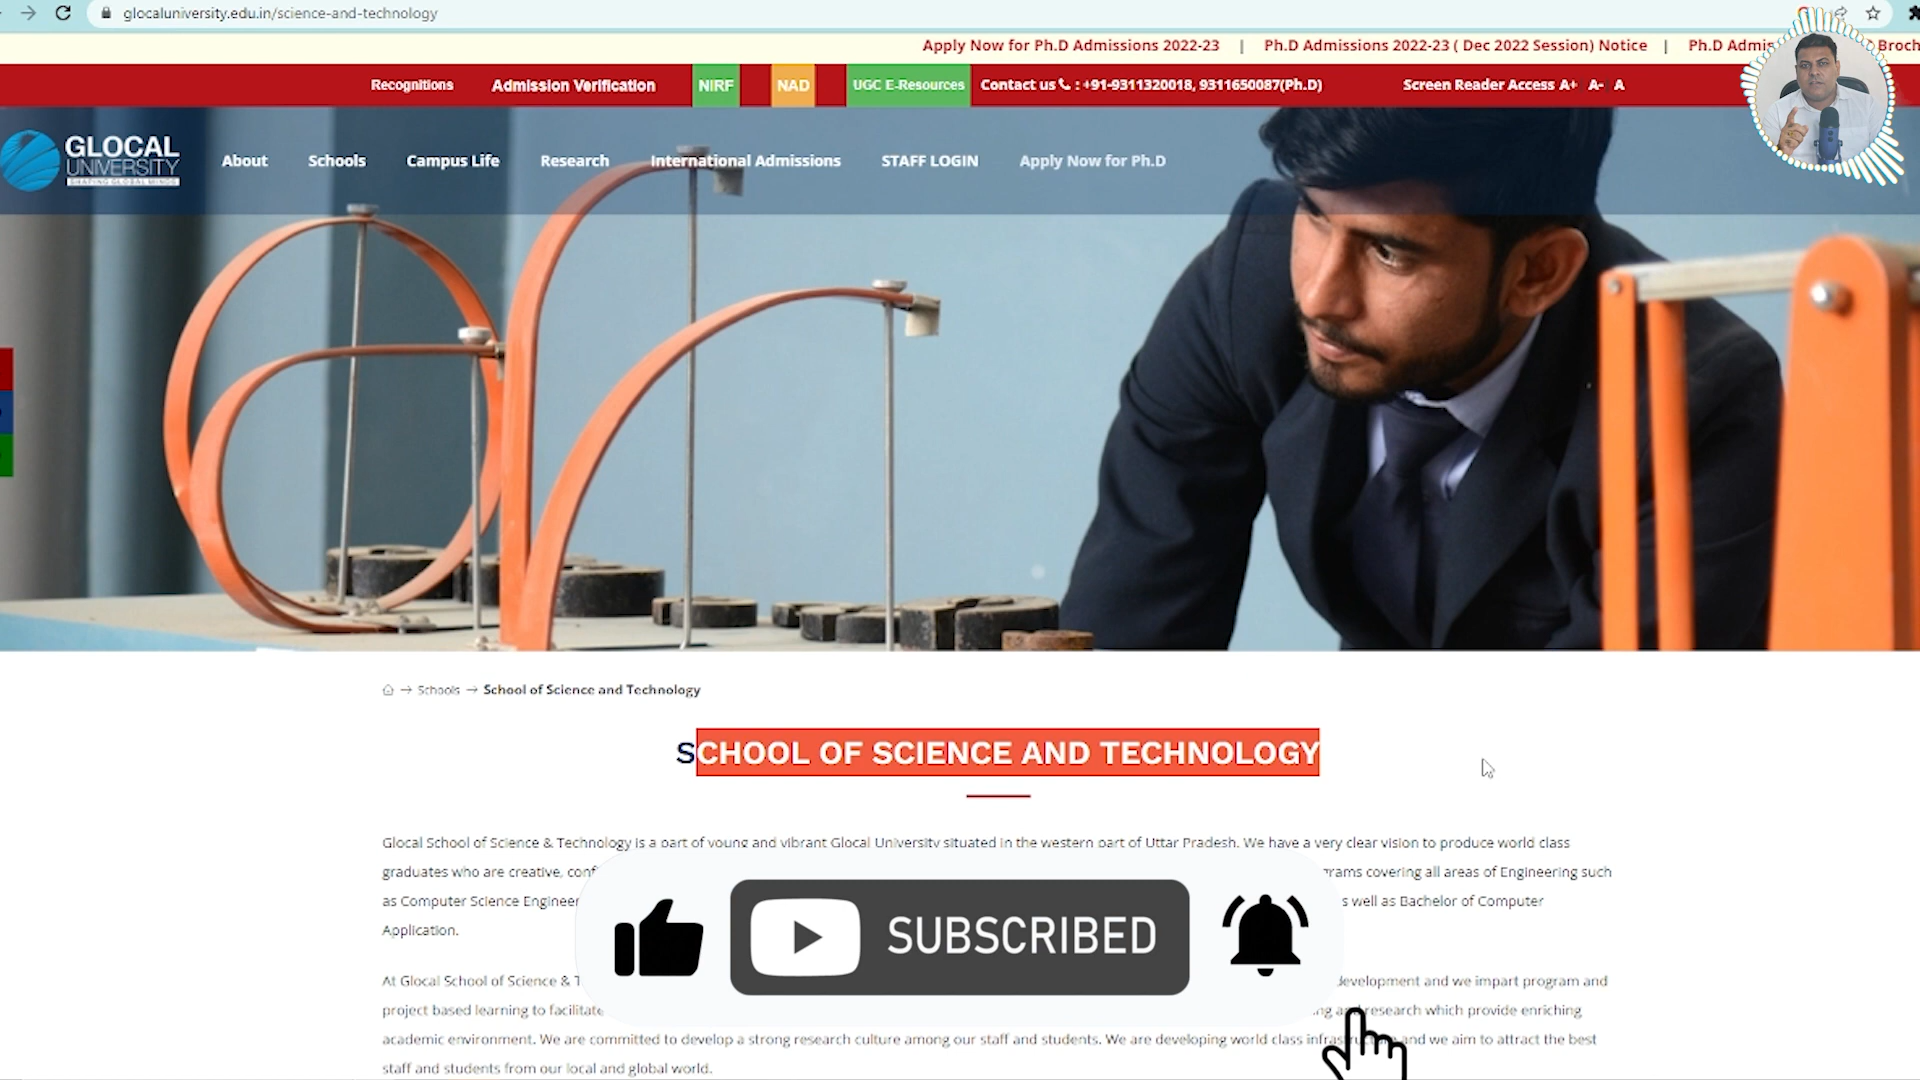 glocaluniversity.edu.in/science-and-technology
Apply Now for Ph.D Admissions 2022-23 | Ph.D Admissions 2022-23 ( Dec 2022 Session) Notice | Ph.D Broch
Recognitions Admission Verification NIRF NAD UGC E-Resources Contact us : +91-9311320018, 9311650087(Ph.D) Screen Reader Access A+ A- A
GLOCAL
UNIVERSITY
SHAPING GLOBAL MINDS
About Schools Campus Life Research International Admissions STAFF LOGIN Apply Now for Ph.D
→ Schools → School of Science and Technology
SCHOOL OF SCIENCE AND TECHNOLOGY
Glocal School of Science & Technology is a part of young and vibrant Glocal University situated in the western part of Uttar Pradesh. We have a very clear vision to produce world class
graduates who are creative, covering all areas of Engineering such
as Computer Science well as Bachelor of Computer
Application.
SUBSCRIBED
At Glocal School of Science & development and we impart program and
project based learning to research which provide enriching
academic environment. We are committed to develop a strong research culture among our staff and students. We are developing world class and we aim to attract the best
staff and students from our local and global world.